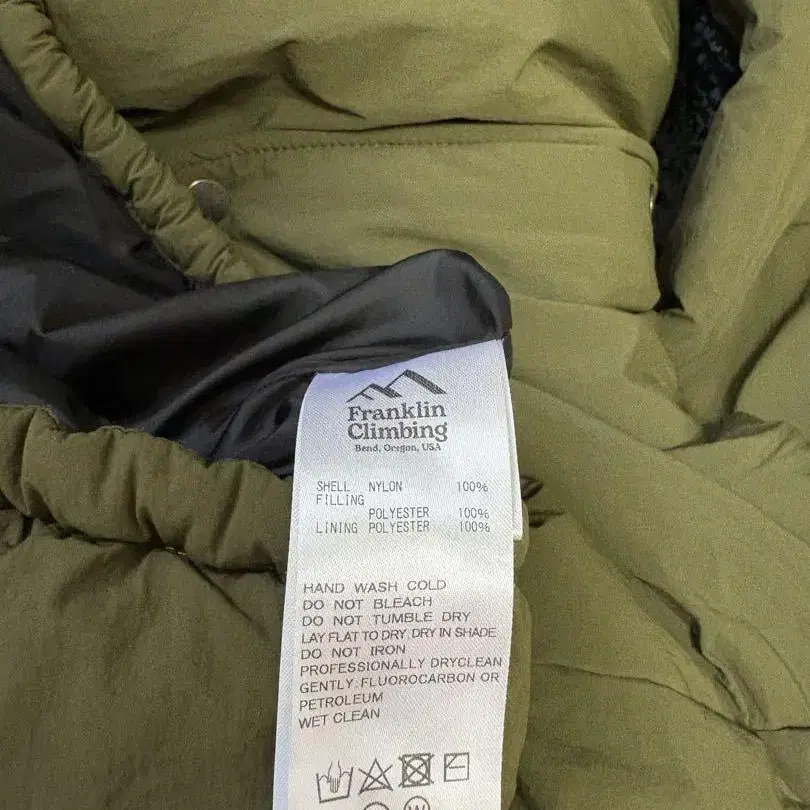 Franklin
Climbing
Bend, Oregon, USA
SHELL NYLON 100%
FILLING
POLYESTER 100%
LINING POLYESTER 100%
HAND WASH COLD
DO NOT BLEACH
DO NOT TUMBLE DRY
LAY FLAT TO DRY, DRY IN SHADE
DO NOT IRON
PROFESSIONALLY DRYCLEAN
GENTLY:FLUOROCARBON OR
PETROLEUM
WET CLEAN
W